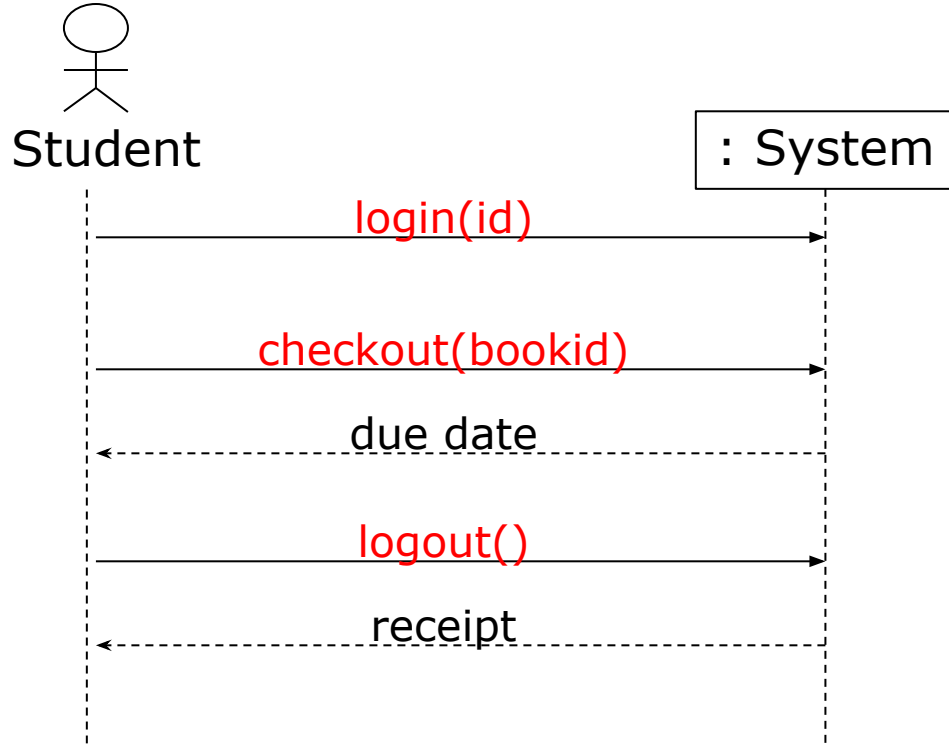 Student
: System
login(id)
checkout(bookid)
due date
logout()
receipt